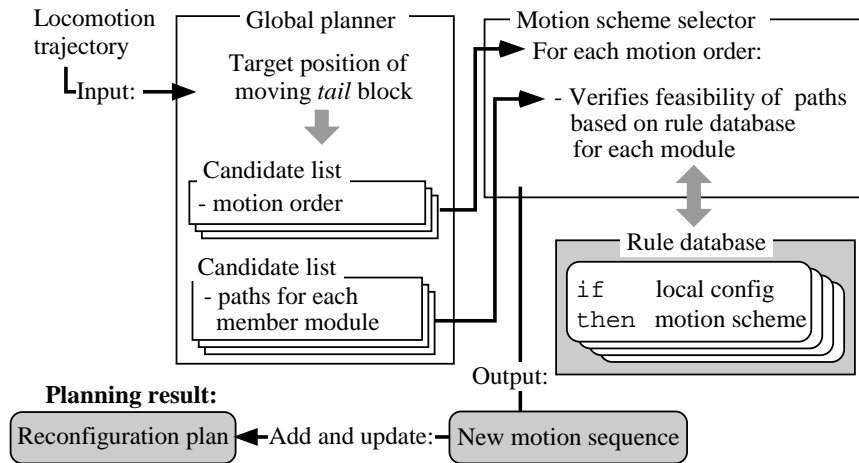 Locomotion
trajectory
Input:
Global planner
Target position of
moving tail block
Candidate list
- motion order
Candidate list
- paths for each
member module
Motion scheme selector
For each motion order:
- Verifies feasibility of paths
based on rule database
for each module
Rule database
if local config
then motion scheme
Output:
Planning result:
Reconfiguration plan
Add and update:
New motion sequence